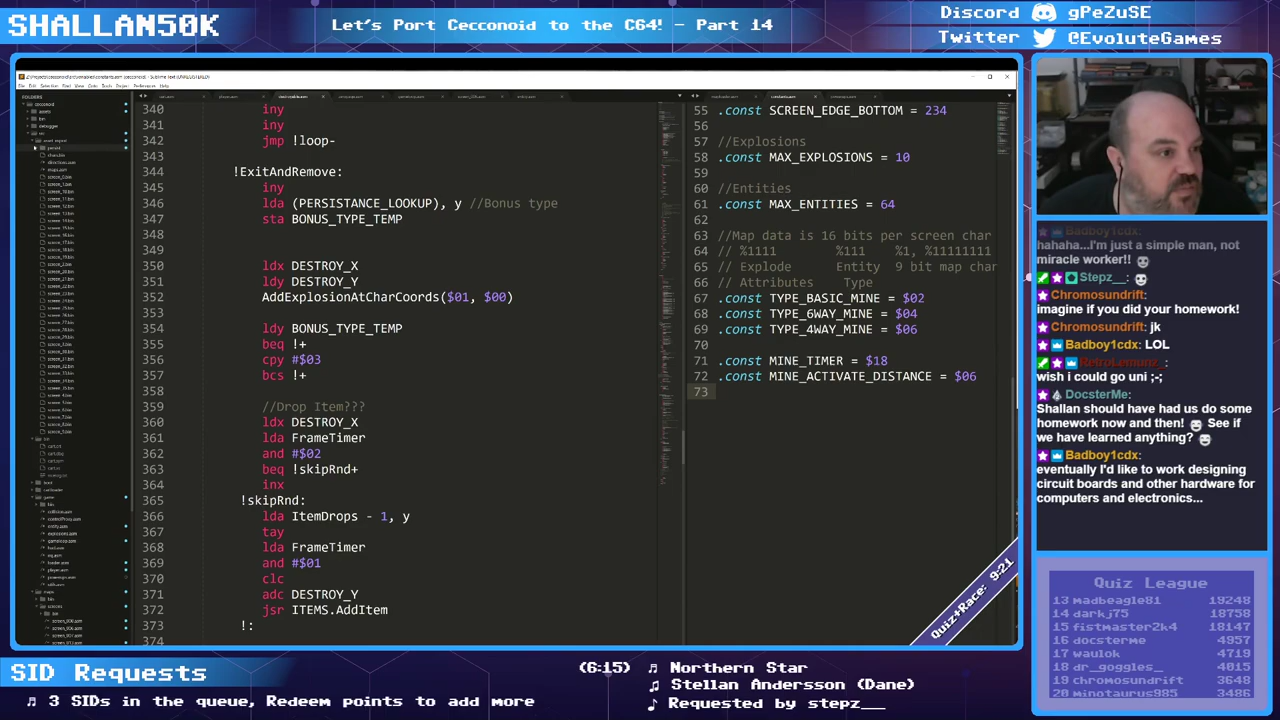 SHALLAN50K
Let's Port Cecconoid to the C64! - Part 14
Discord gPeZuSE
Twitter @EvoluteGames
340 iny
341 iny
342 jmp !loop-
343
344 !ExitAndRemove:
345 iny
346 lda (PERSISTANCE_LOOKUP), y //Bonus type
347 sta BONUS_TYPE_TEMP
348
349
350 ldx DESTROY_X
351 ldy DESTROY_Y
352 AddExplosionAtCharCoords($01, $00)
353
354 ldy BONUS_TYPE_TEMP
355 beq !+
356 cpy #$03
357 bcs !+
358
359 //Drop Item???
360 ldx DESTROY_X
361 lda FrameTimer
362 and #$02
363 beq !skipRnd+
364 inx
365 !skipRnd:
366 lda ItemDrops - 1, y
367 tay
368 lda FrameTimer
369 and #$01
370 clc
371 adc DESTROY_Y
372 jsr ITEMS.AddItem
373 !:
374
55 .const SCREEN_EDGE_BOTTOM = 234
56
57 //Explosions
58 .const MAX_EXPLOSIONS = 10
59
60 //Entities
61 .const MAX_ENTITIES = 64
62
63 //Map data is 16 bits per screen char
64 // %1111 %111 %1, %11111111
65 // Explode Entity 9 bit map char
66 // Attributes Type
67 .const TYPE_BASIC_MINE = $02
68 .const TYPE_6WAY_MINE = $04
69 .const TYPE_4WAY_MINE = $06
70
71 .const MINE_TIMER = $18
72 .const MINE_ACTIVATE_DISTANCE = $06
73
Quiz+Race: 9:21
Badboy1cdx:
hahaha...I'm just a simple man, not
miracle worker!!
Stepz__:
Chromosundrift:
imagine if you did your homework!
Chromosundrift: jk
Badboy1cdx: LOL
RetroLemunz_:
wish i could go uni ;-;
DocsterMe:
Shallan should have had us do some
homework now and then! See if
we have learned anything?
Badboy1cdx:
eventually I'd like to work designing
circuit boards and other hardware for
computers and electronics...
Quiz League
13 madbeagle81 19248
14 darkj75 18758
15 fistmaster2k4 18147
16 docsterme 4957
17 waulok 4719
18 dr_goggles_ 4015
19 chromosundrift 3648
20 minotaurus985 3486
SID Requests
3 SIDs in the queue, Redeem points to add more
(6:15) Northern Star
Stellan Andersson (Dane)
Requested by stepz__